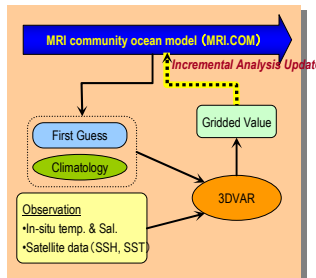 MRI community ocean model (MRI.COM)
Incremental Analysis Updat
First Guess
Climatology
Gridded Value
3DVAR
Observation
•In-situ temp. & Sal.
•Satellite data(SSH, SST)